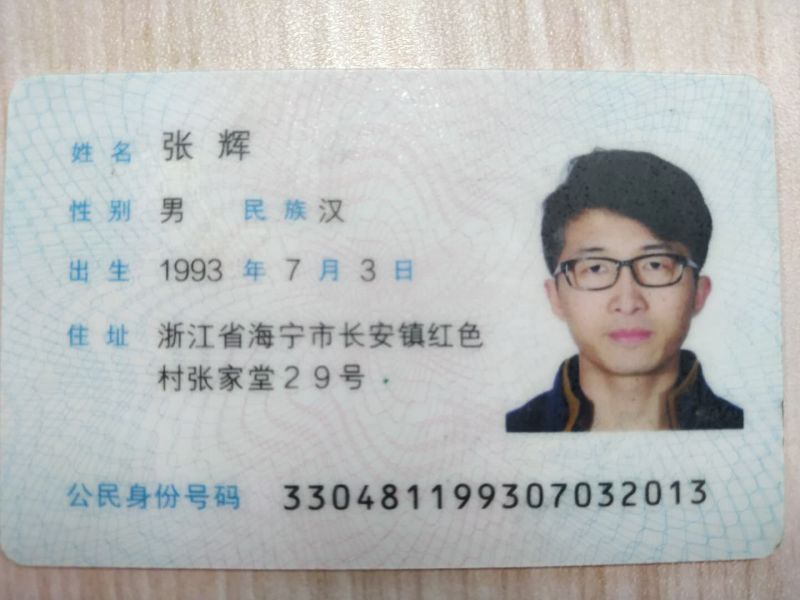 姓名 张辉
性别 男 民族 汉
出生 1993 年 7 月 3 日
住址 浙江省海宁市长安镇红色
村张家堂29号
公民身份号码 330481199307032013